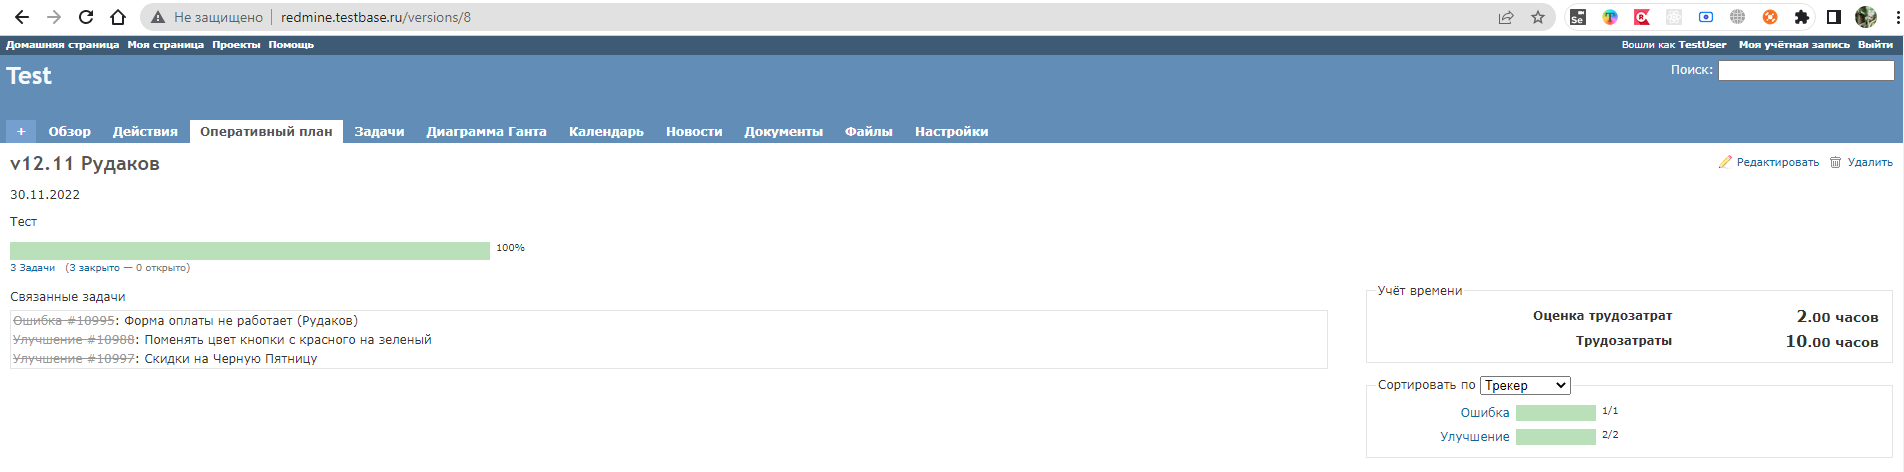 Не защищено redmine.testbase.ru/versions/8
Домашняя страница Моя страница Проекты Помощь Вошли как TestUser Моя учётная запись Выйти
Test Поиск:
+ Обзор Действия Оперативный план Задачи Диаграмма Ганта Календарь Новости Документы Файлы Настройки
v12.11 Рудаков Редактировать Удалить
30.11.2022
Тест
100%
3 Задачи (3 закрыто — 0 открыто)
Связанные задачи
Ошибка #10995: Форма оплаты не работает (Рудаков)
Улучшение #10988: Поменять цвет кнопки с красного на зеленый
Улучшение #10997: Скидки на Черную Пятницу
Учёт времени
Оценка трудозатрат 2.00 часов
Трудозатраты 10.00 часов
Сортировать по Трекер
Ошибка 1/1
Улучшение 2/2